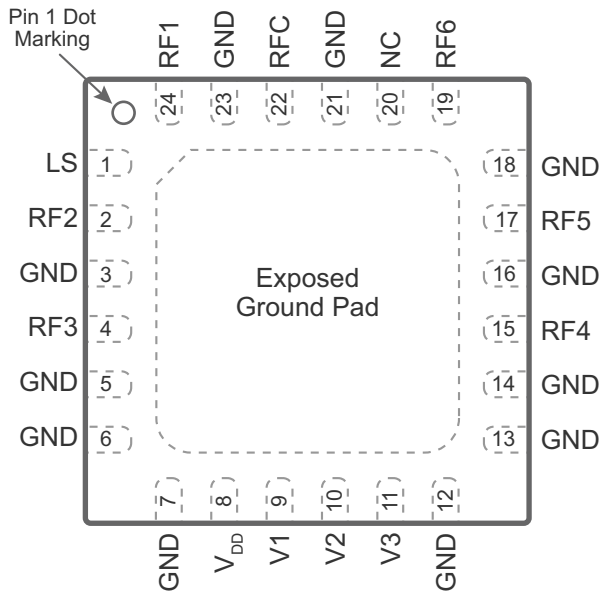 Pin 1 Dot
Marking
RF1
GND
RFC
GND
NC
RF6
24
23
22
21
20
19
LS 1
RF2 2
GND 3
RF3 4
GND 5
GND 6
Exposed
Ground Pad
18 GND
17 RF5
16 GND
15 RF4
14 GND
13 GND
7
8
9
10
11
12
GND
VDD
V1
V2
V3
GND